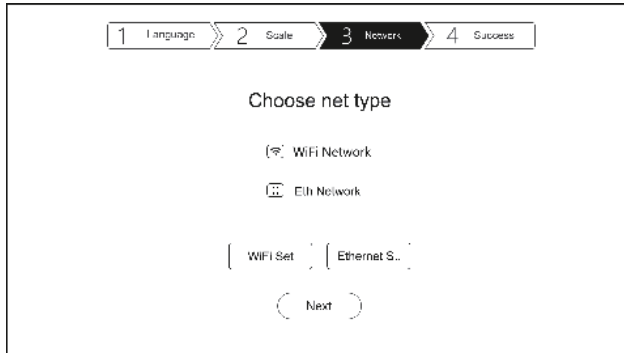 1 Language 2 Scale 3 Network 4 Success
Choose net type
WiFi Network
Eth Network
WiFi Set Ethernet S..
Next